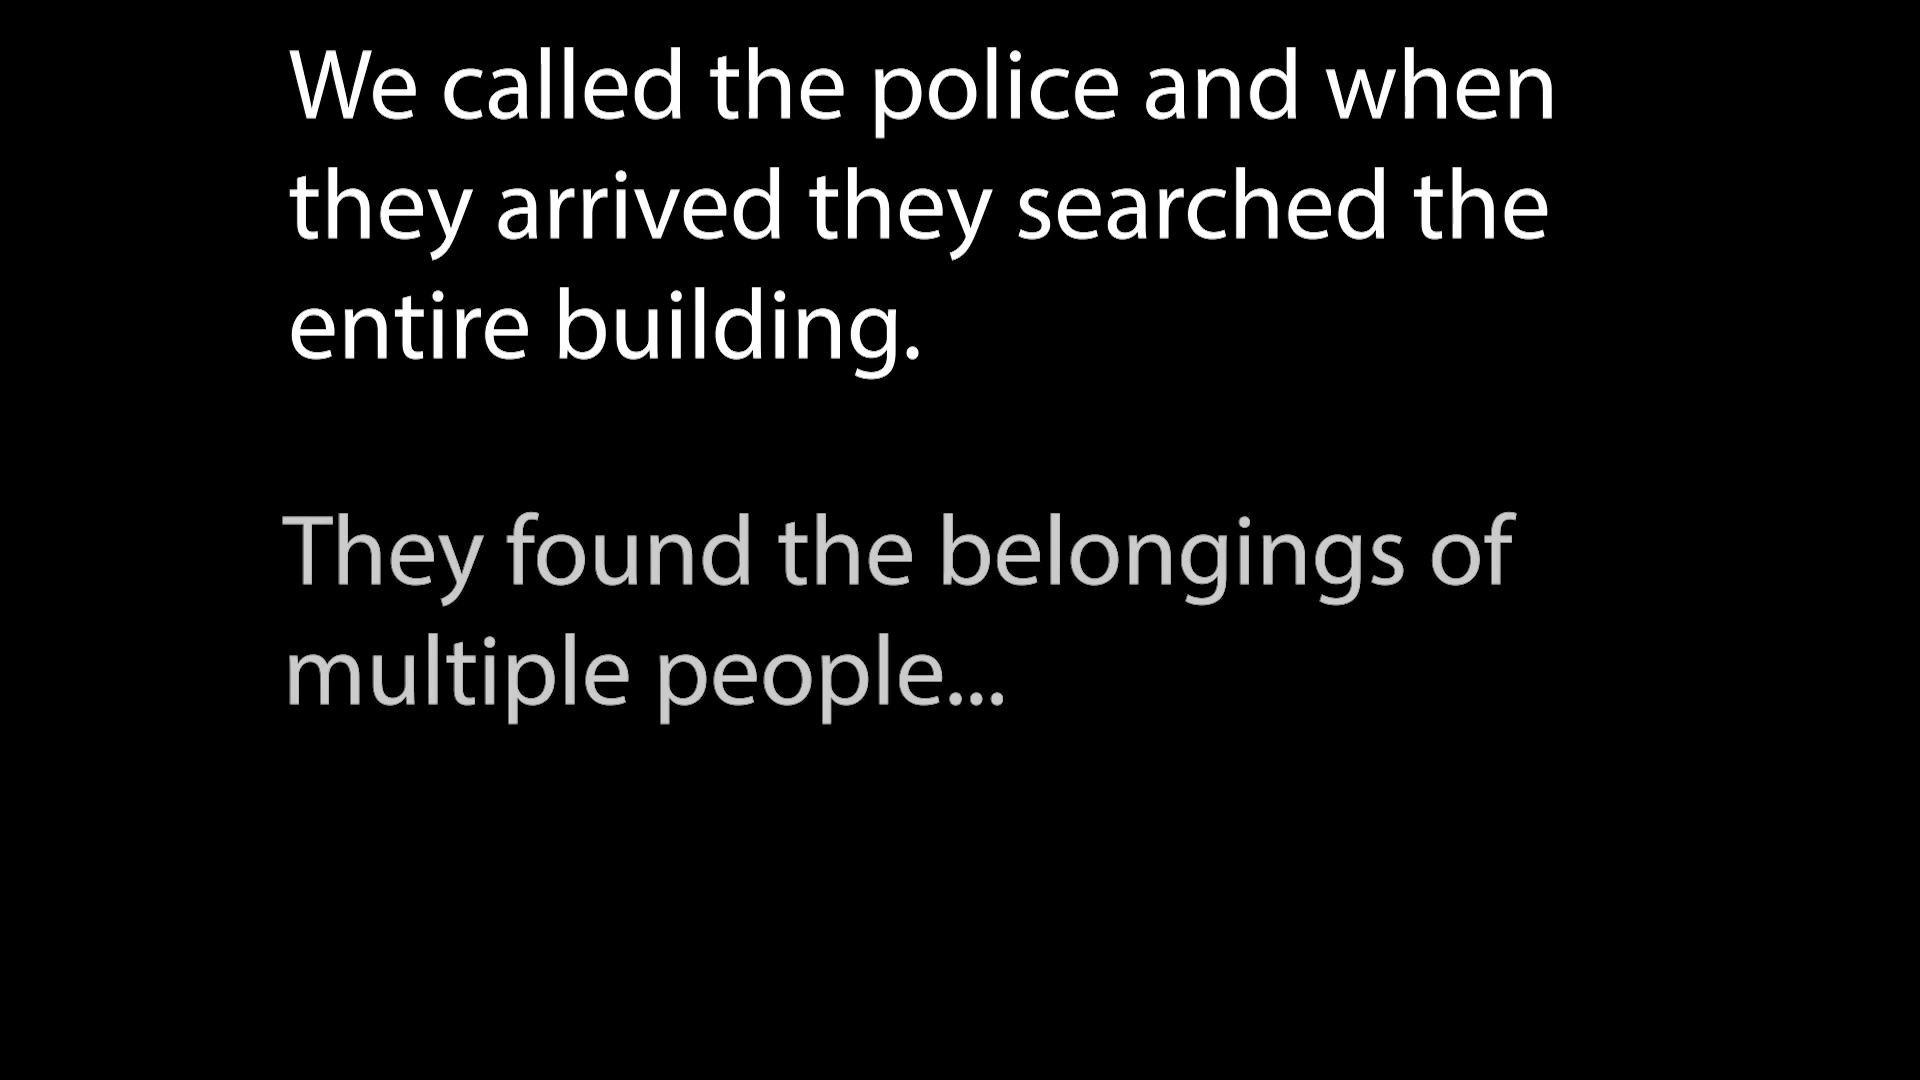 We called the police and when
they arrived they searched the
entire building.
They found the belongings of
multiple people...